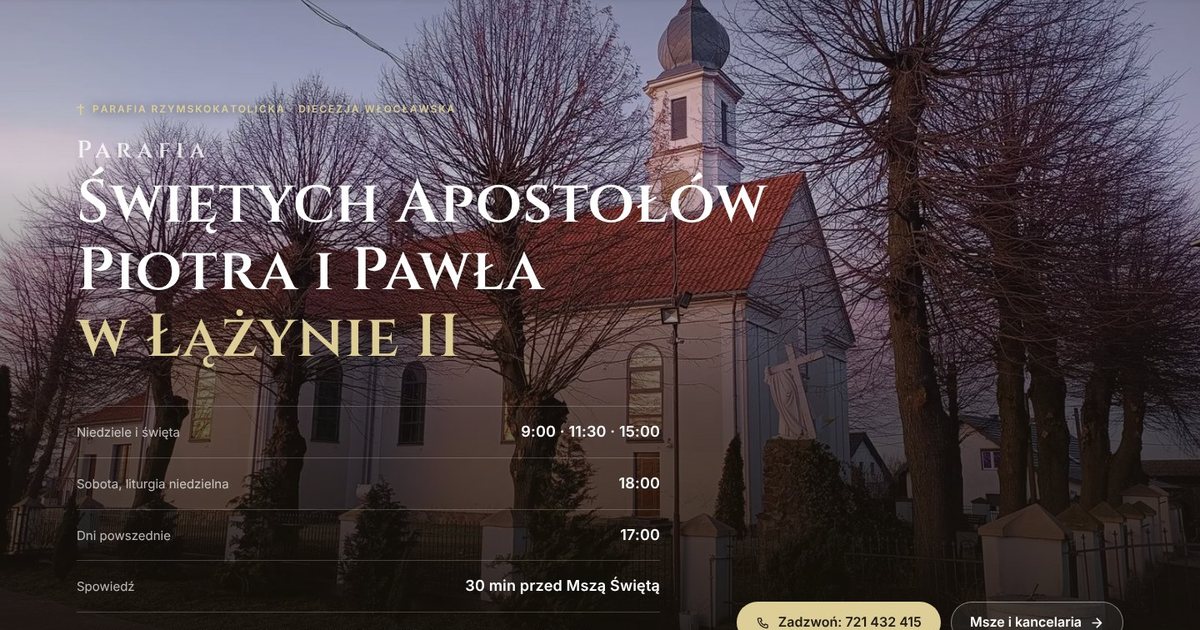 † PARAFIA RZYMSKOKATOLICKA · DIECEZJA WŁOCŁAWSKA
Parafia
Świętych Apostołów
Piotra i Pawła
w Łążynie II
Niedziele i święta 9:00 · 11:30 · 15:00
Sobota, liturgia niedzielna 18:00
Dni powszednie 17:00
Spowiedź 30 min przed Mszą Świętą
Zadzwoń: 721 432 415
Msze i kancelaria →